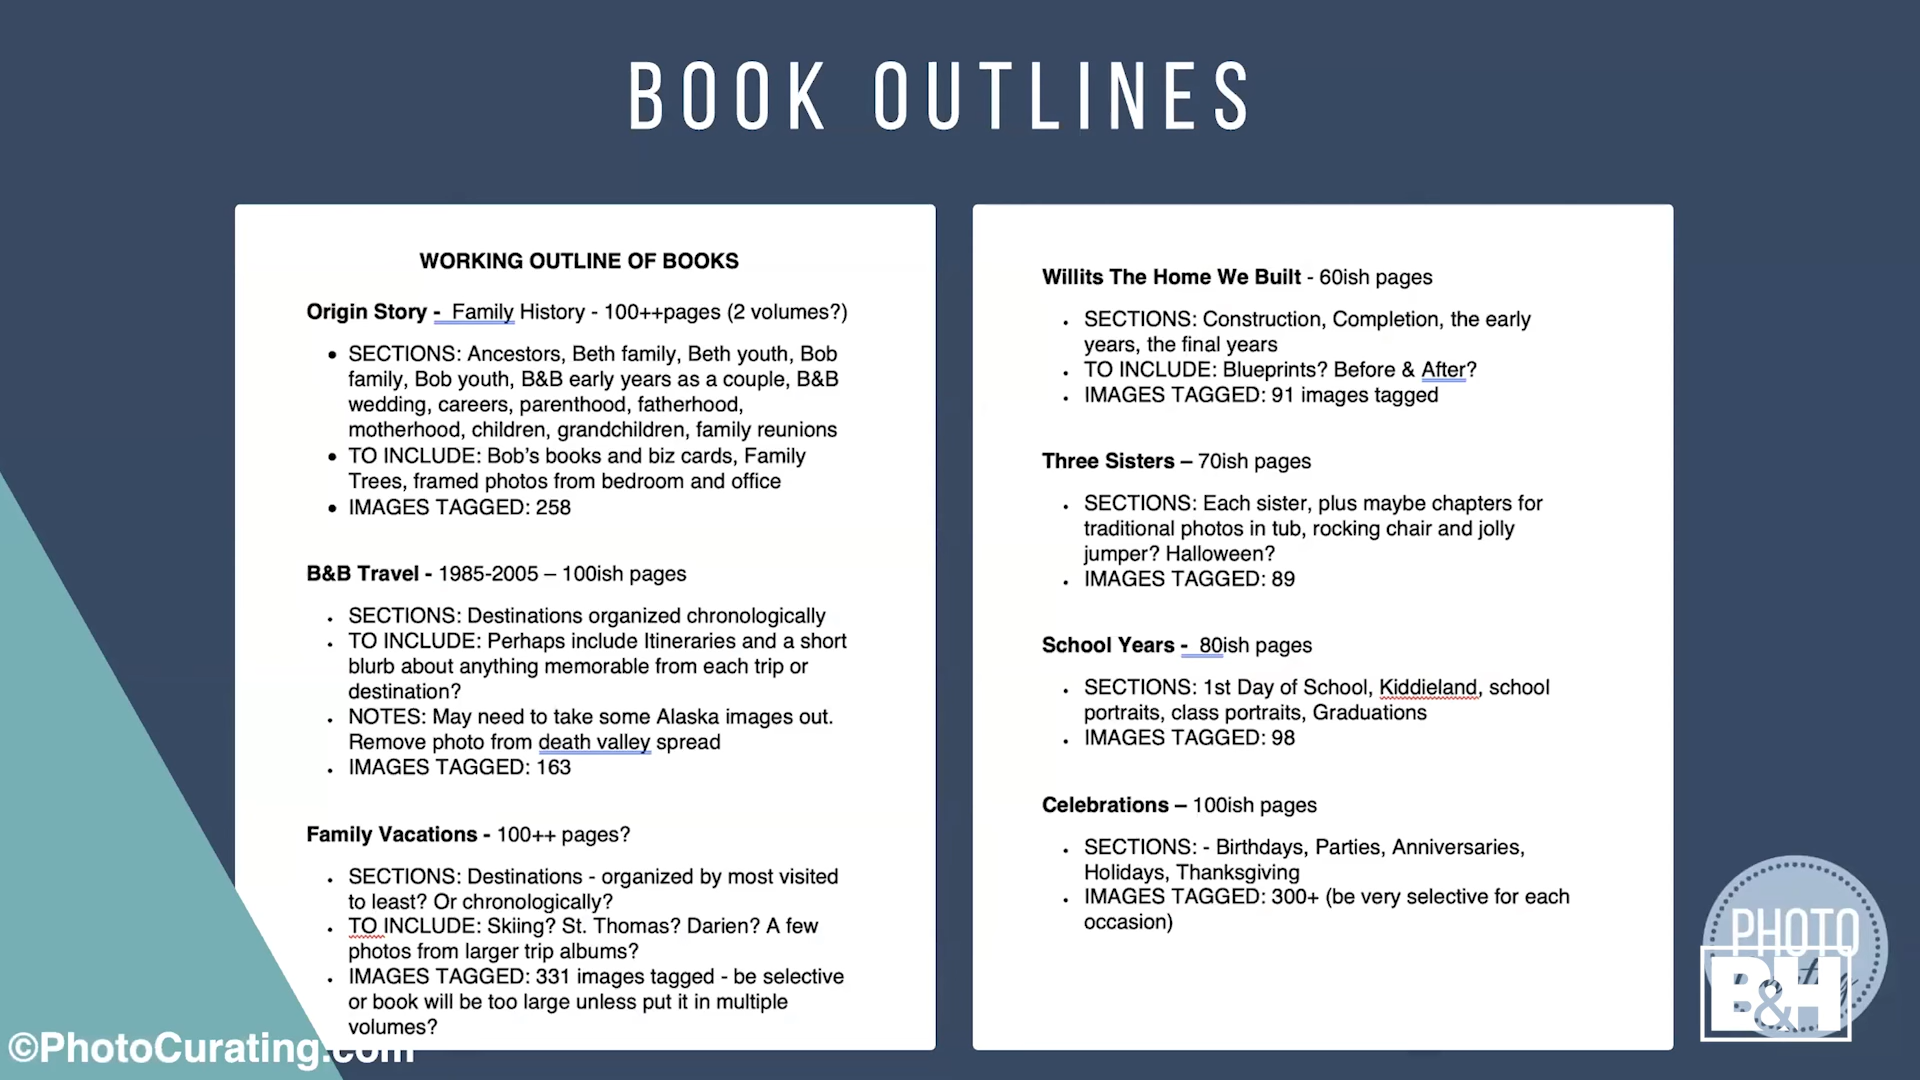 BOOK OUTLINES
WORKING OUTLINE OF BOOKS
Origin Story - Family History - 100++pages (2 volumes?)
• SECTIONS: Ancestors, Beth family, Beth youth, Bob
family, Bob youth, B&B early years as a couple, B&B
wedding, careers, parenthood, fatherhood,
motherhood, children, grandchildren, family reunions
• TO INCLUDE: Bob’s books and biz cards, Family
Trees, framed photos from bedroom and office
• IMAGES TAGGED: 258
B&B Travel - 1985-2005 – 100ish pages
• SECTIONS: Destinations organized chronologically
• TO INCLUDE: Perhaps include Itineraries and a short
blurb about anything memorable from each trip or
destination?
• NOTES: May need to take some Alaska images out.
Remove photo from death valley spread
• IMAGES TAGGED: 163
Family Vacations - 100++ pages?
• SECTIONS: Destinations - organized by most visited
to least? Or chronologically?
• TO INCLUDE: Skiing? St. Thomas? Darien? A few
photos from larger trip albums?
• IMAGES TAGGED: 331 images tagged - be selective
or book will be too large unless put it in multiple
volumes?
Willits The Home We Built - 60ish pages
• SECTIONS: Construction, Completion, the early
years, the final years
• TO INCLUDE: Blueprints? Before & After?
• IMAGES TAGGED: 91 images tagged
Three Sisters – 70ish pages
• SECTIONS: Each sister, plus maybe chapters for
traditional photos in tub, rocking chair and jolly
jumper? Halloween?
• IMAGES TAGGED: 89
School Years - 80ish pages
• SECTIONS: 1st Day of School, Kiddieland, school
portraits, class portraits, Graduations
• IMAGES TAGGED: 98
Celebrations – 100ish pages
• SECTIONS: - Birthdays, Parties, Anniversaries,
Holidays, Thanksgiving
• IMAGES TAGGED: 300+ (be very selective for each
occasion)
©PhotoCurating.com
PHOTO
B&H